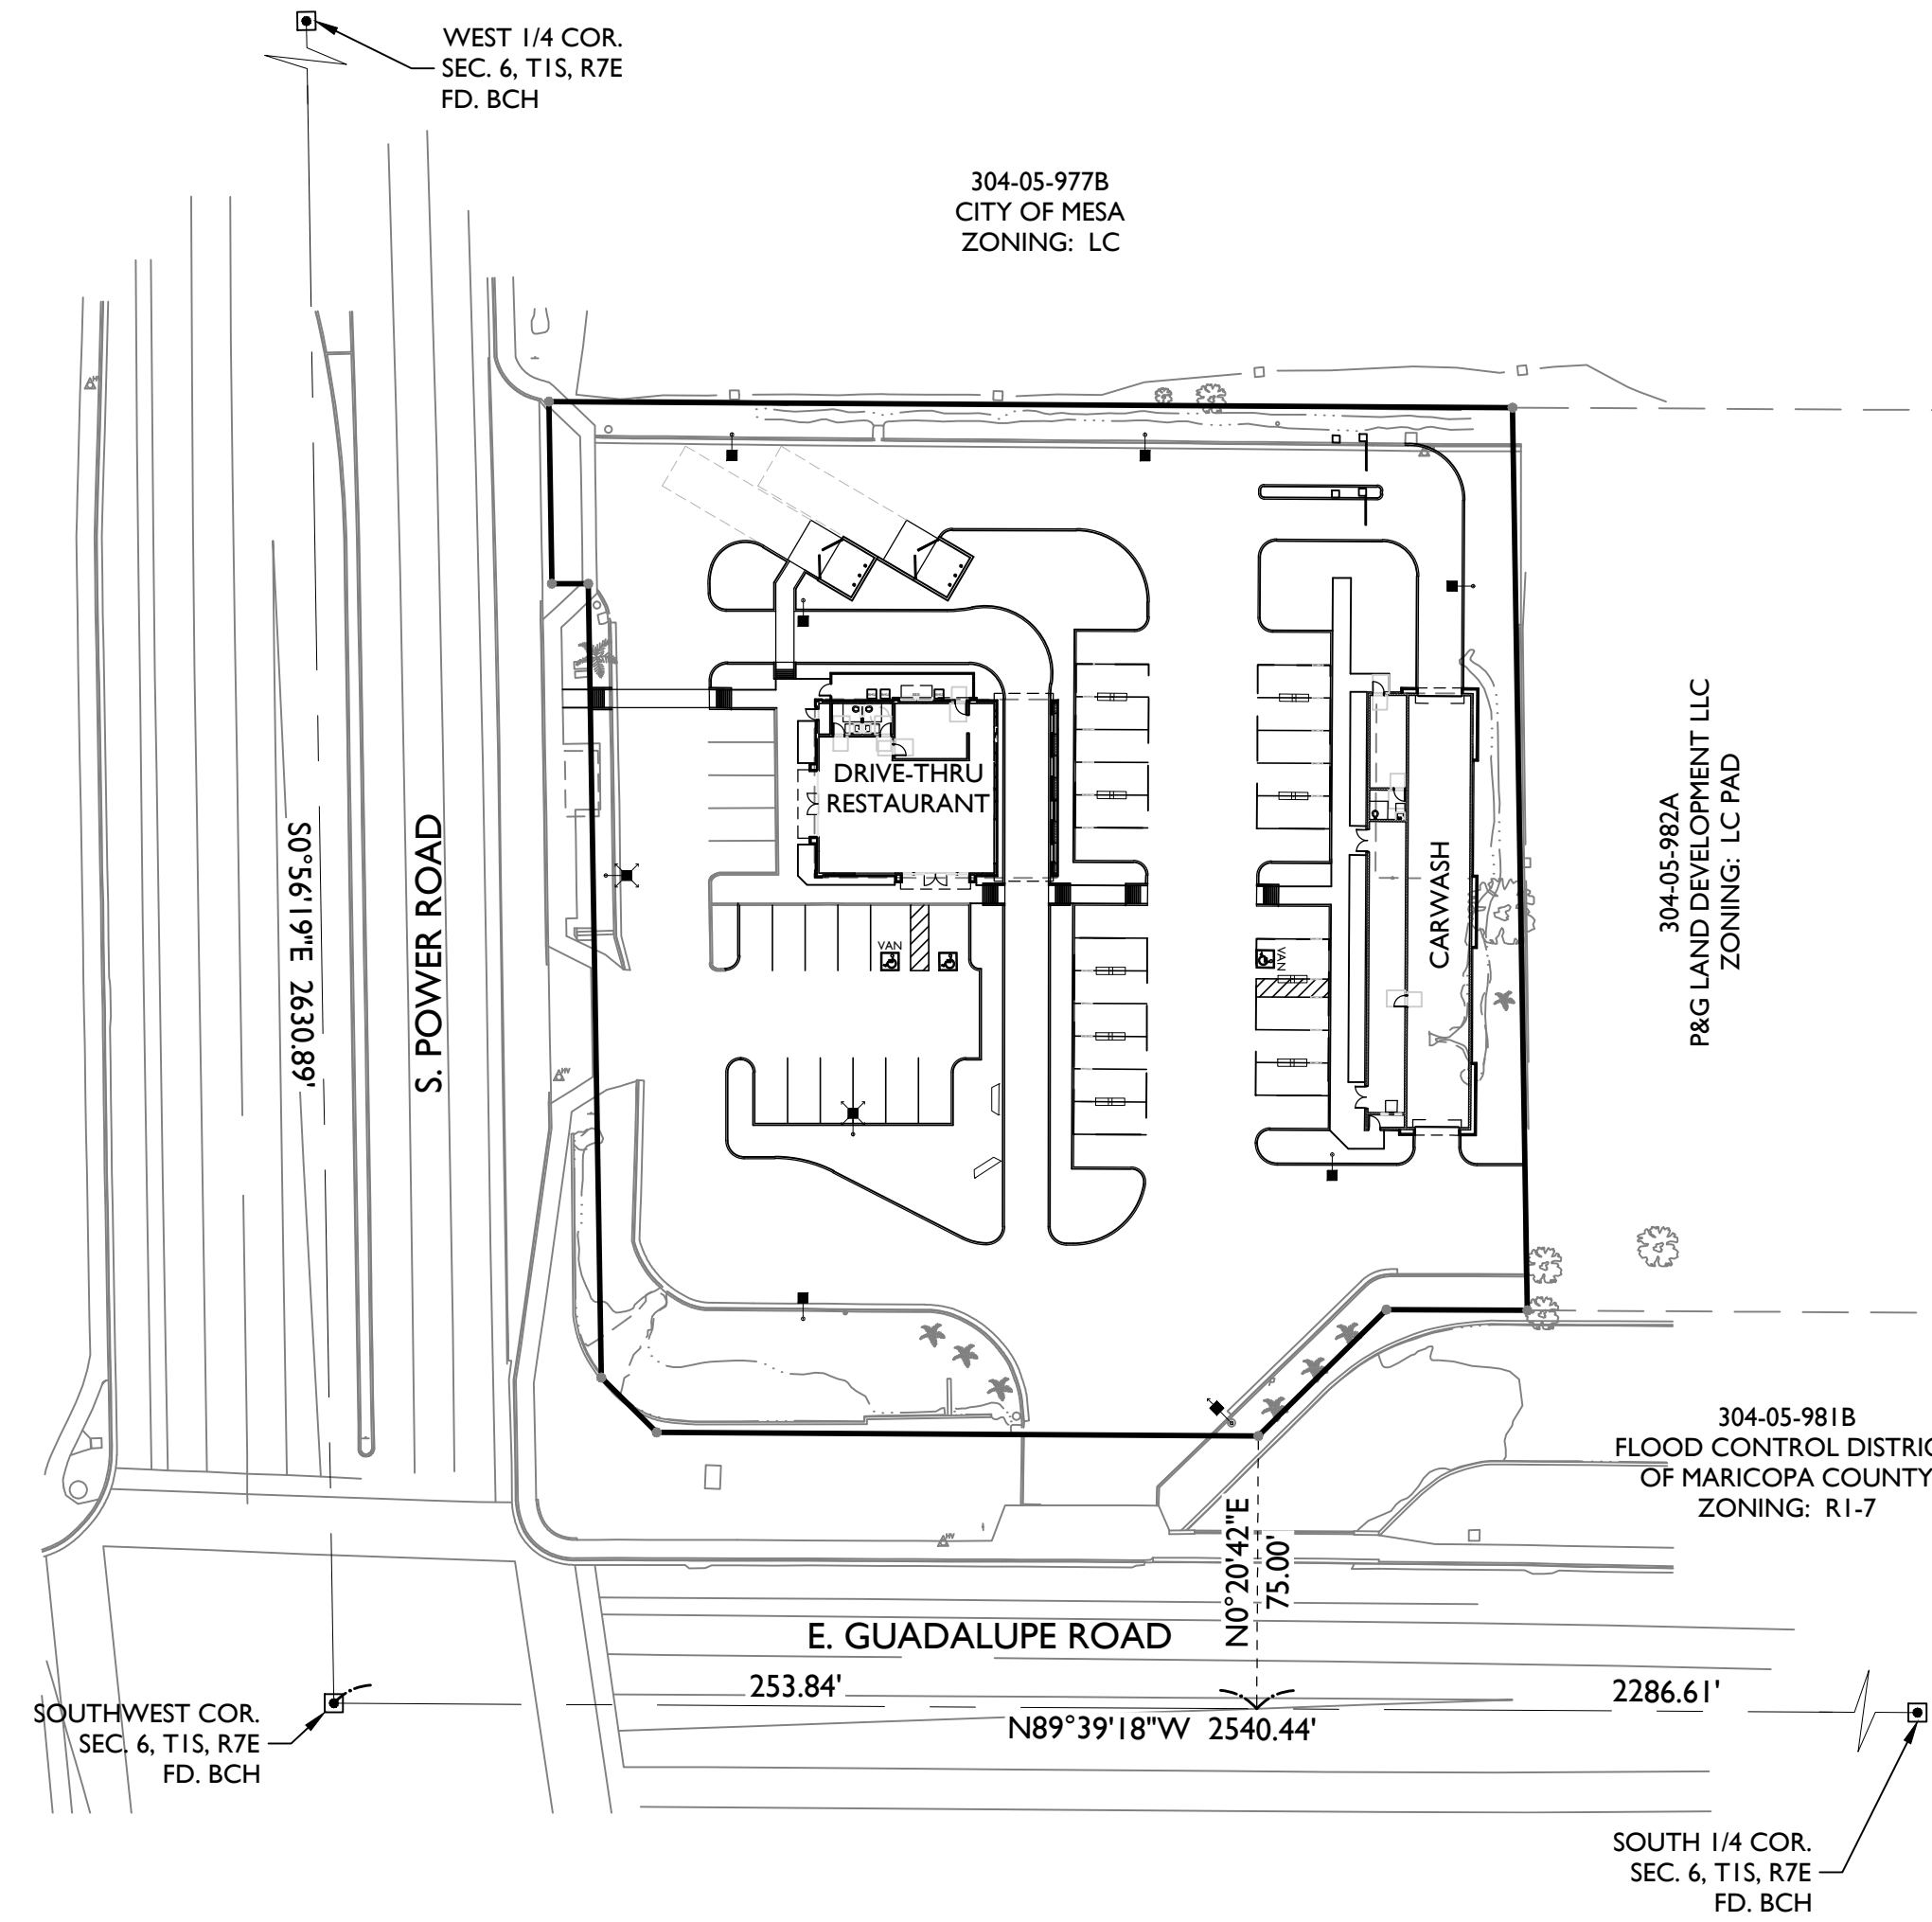 WEST 1/4 COR.
SEC. 6, T1S, R7E
FD. BCH
304-05-977B
CITY OF MESA
ZONING: LC
DRIVE-THRU
RESTAURANT
CARWASH
VAN
VAN
304-05-982A
P&G LAND DEVELOPMENT LLC
ZONING: LC PAD
S0°56'19"E 2630.89'
S. POWER ROAD
304-05-981B
FLOOD CONTROL DISTRIC
OF MARICOPA COUNTY
ZONING: R1-7
N0°20'42"E
75.00'
E. GUADALUPE ROAD
253.84'
2286.61'
N89°39'18"W 2540.44'
SOUTHWEST COR.
SEC. 6, T1S, R7E
FD. BCH
SOUTH 1/4 COR.
SEC. 6, T1S, R7E
FD. BCH